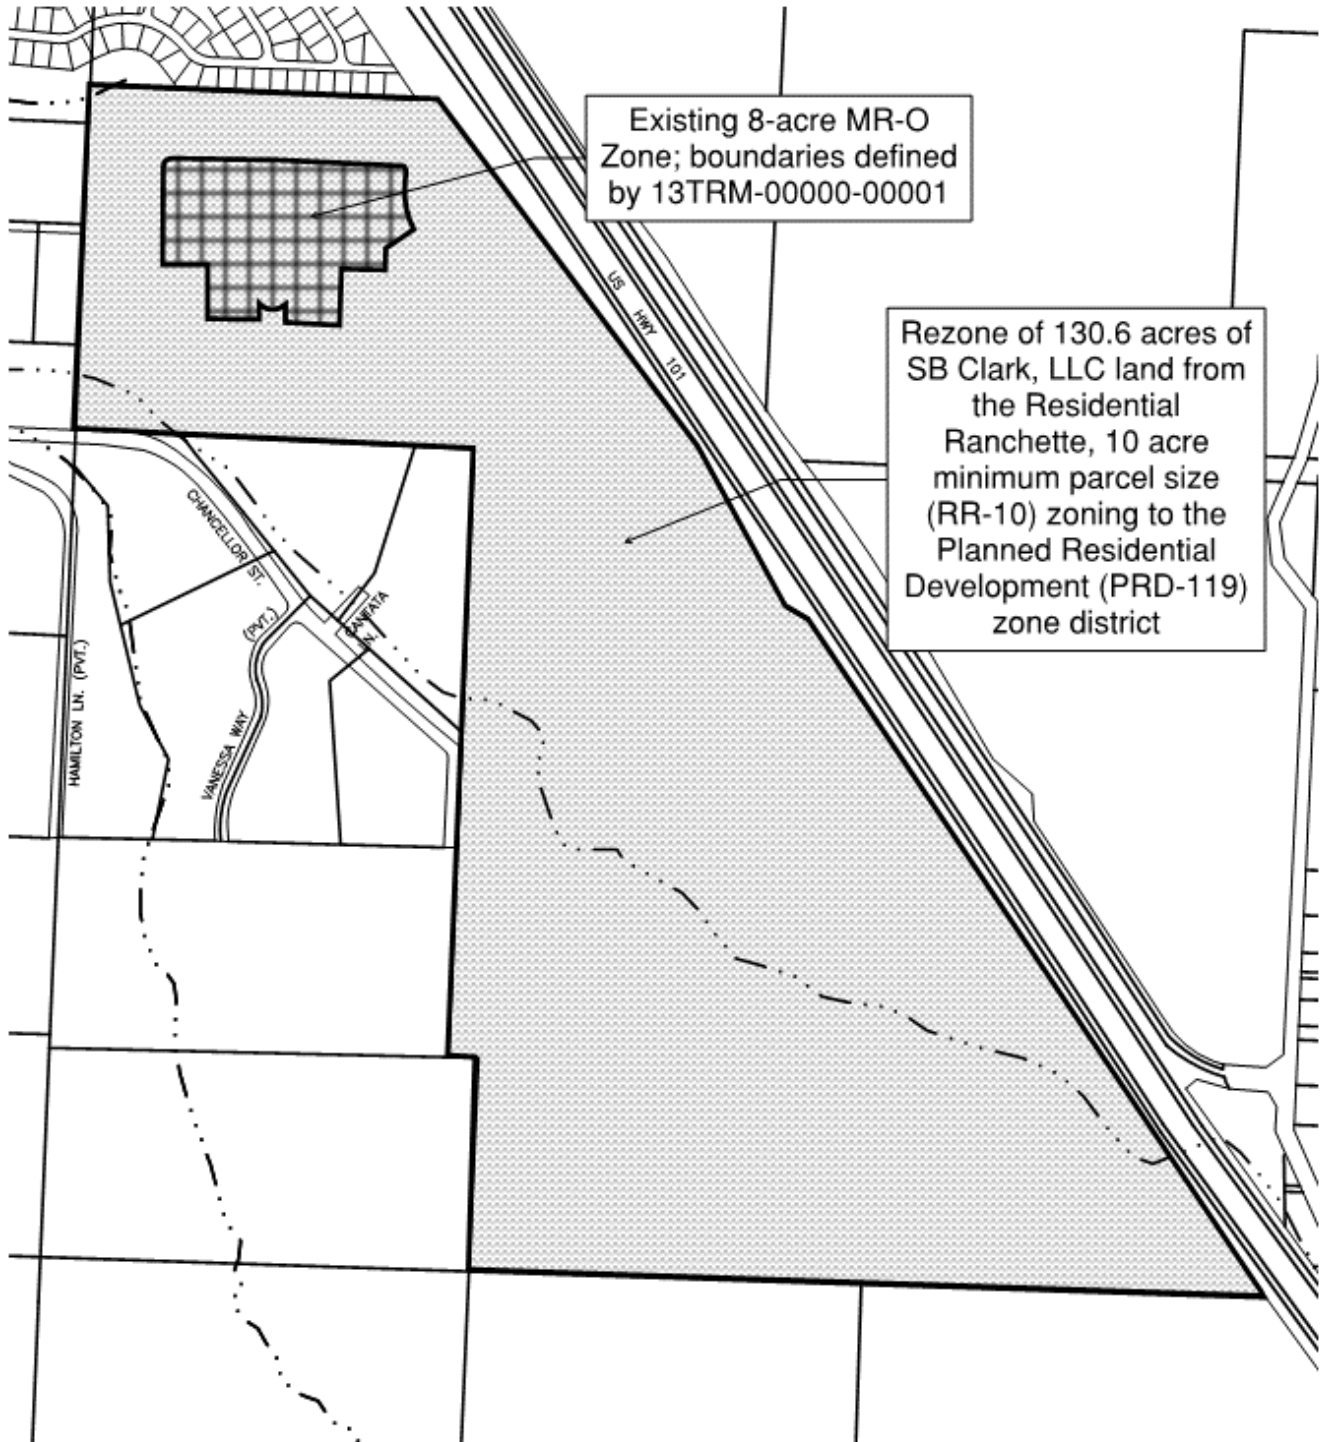 Existing 8-acre MR-O
Zone; boundaries defined
by 13TRM-00000-00001
US HWY 101
Rezone of 130.6 acres of
SB Clark, LLC land from
the Residential
Ranchette, 10 acre
minimum parcel size
(RR-10) zoning to the
Planned Residential
Development (PRD-119)
zone district
CHANCELLOR ST.
(PVT.)
LN.
HAMILTON LN. (PVT.)
VANESSA WAY